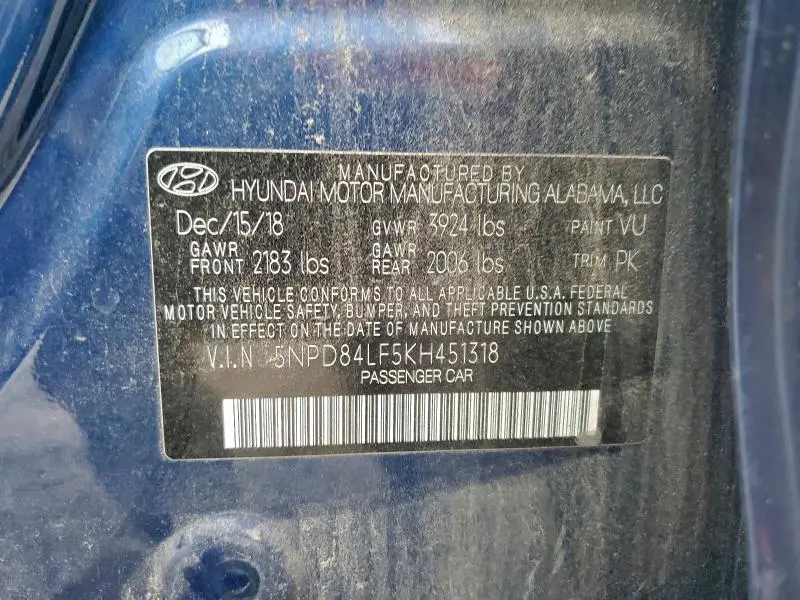 MANUFACTURED BY
HYUNDAI MOTOR MANUFACTURING ALABAMA, LLC
Dec/15/18 GVWR 3924 lbs PAINT VU
GAWR FRONT 2183 lbs GAWR REAR 2006 lbs TRIM PK
THIS VEHICLE CONFORMS TO ALL APPLICABLE U.S.A. FEDERAL
MOTOR VEHICLE SAFETY, BUMPER, AND THEFT PREVENTION STANDARDS
IN EFFECT ON THE DATE OF MANUFACTURE SHOWN ABOVE
V.I.N 5NPD84LF5KH451318
PASSENGER CAR